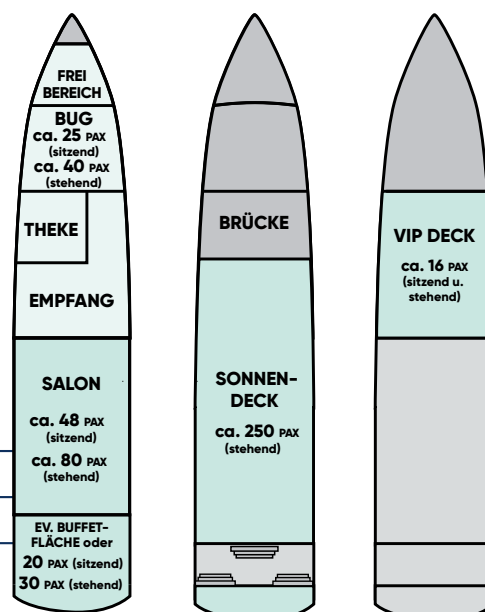 FREI
BEREICH
BUG
ca. 25 PAX
(sitzend)
ca. 40 PAX
(stehend)
THEKE
EMPFANG
SALON
ca. 48 PAX
(sitzend)
ca. 80 PAX
(stehend)
EV. BUFFET-
FLÄCHE oder
20 PAX (sitzend)
30 PAX (stehend)
BRÜCKE
SONNEN-
DECK
ca. 250 PAX
(stehend)
VIP DECK
ca. 16 PAX
(sitzend u.
stehend)